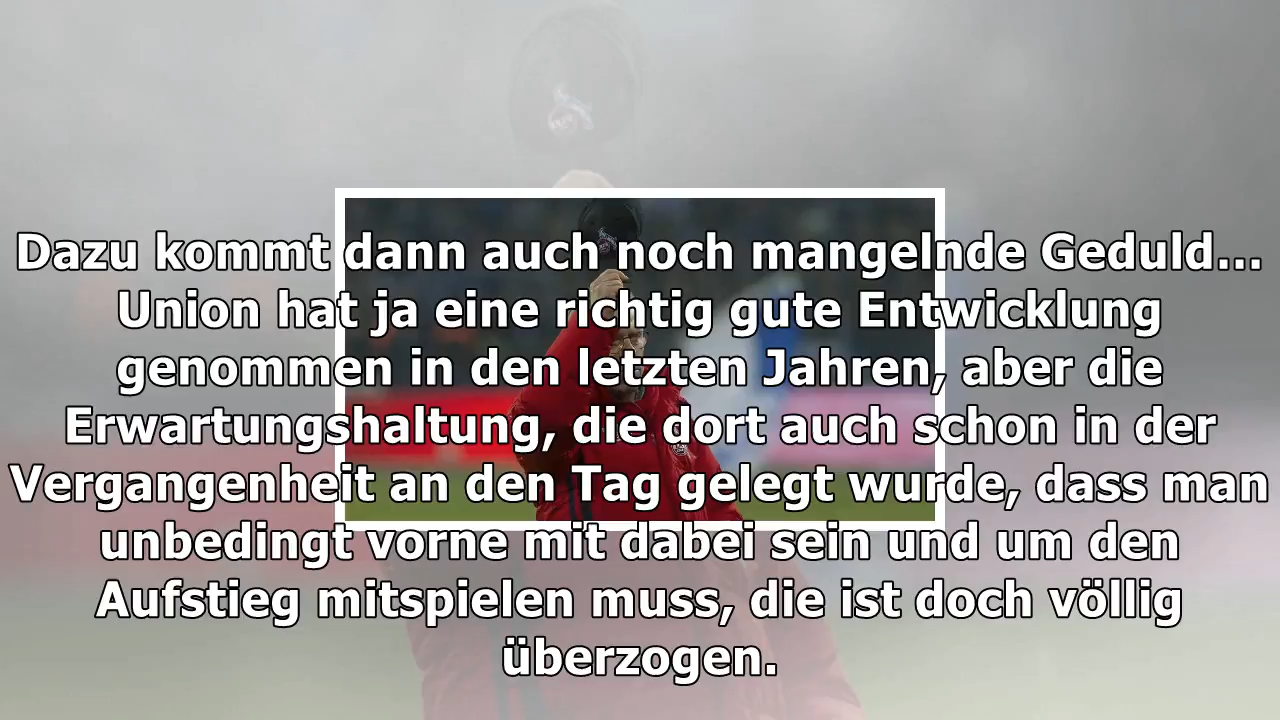 Dazu kommt dann auch noch mangelnde Geduld...
Union hat ja eine richtig gute Entwicklung
genommen in den letzten Jahren, aber die
Erwartungshaltung, die dort auch schon in der
Vergangenheit an den Tag gelegt wurde, dass man
unbedingt vorne mit dabei sein und um den
Aufstieg mitspielen muss, die ist doch völlig
überzogen.